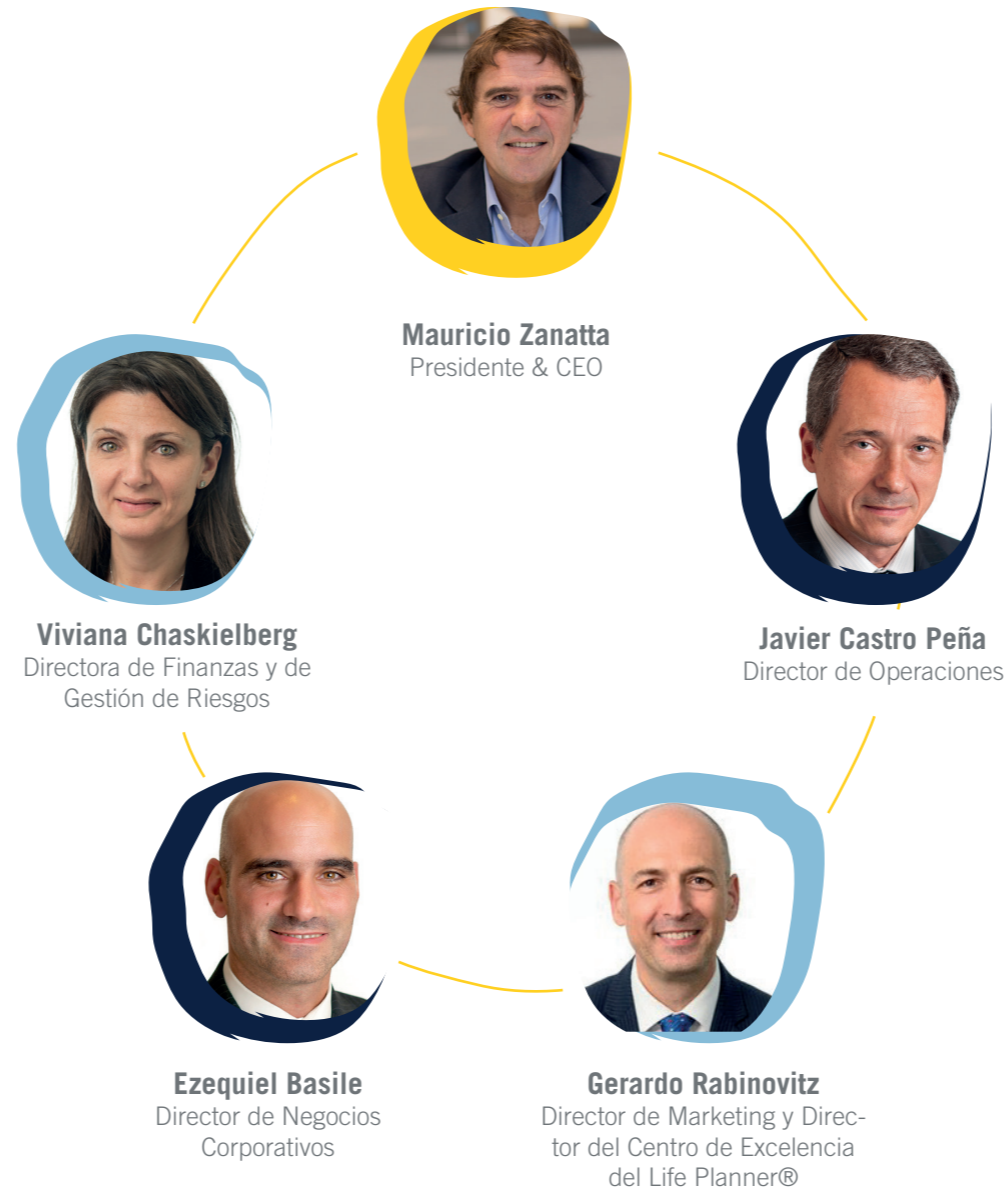 Mauricio Zanatta
Presidente & CEO
Viviana Chaskielberg
Directora de Finanzas y de
Gestión de Riesgos
Javier Castro Peña
Director de Operaciones
Ezequiel Basile
Director de Negocios
Corporativos
Gerardo Rabinovitz
Director de Marketing y Direc-
tor del Centro de Excelencia
del Life Planner®